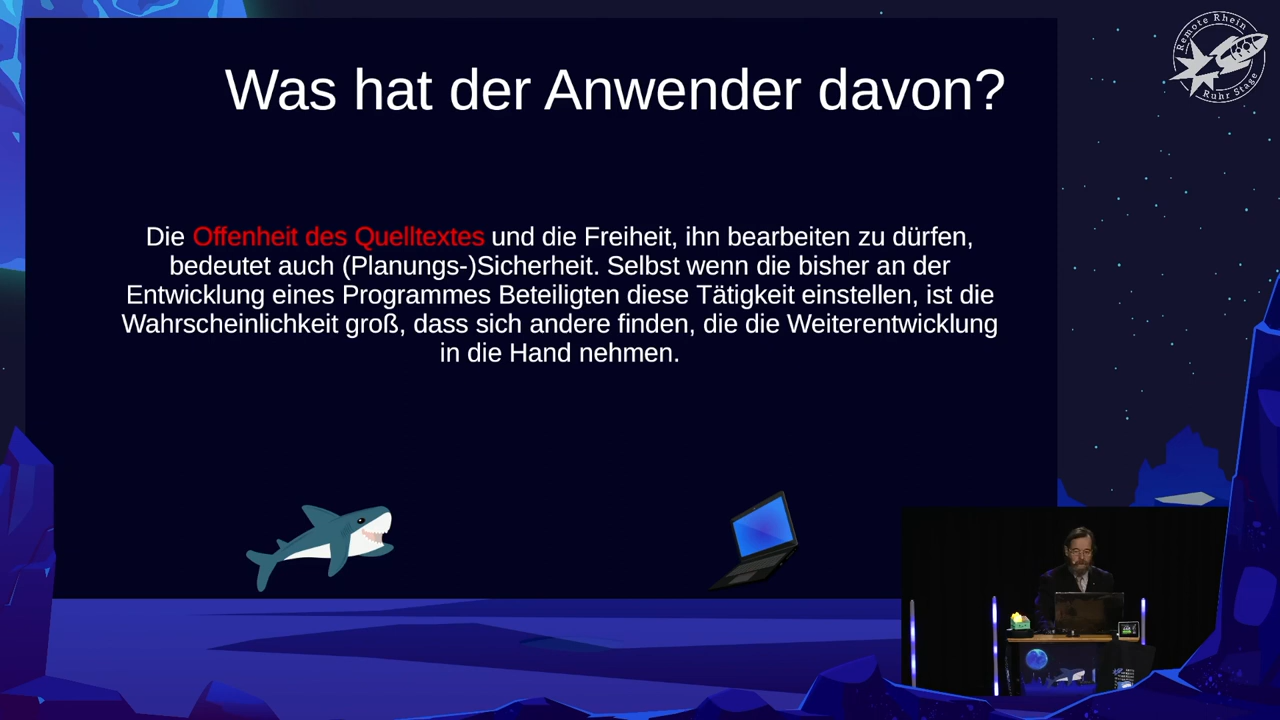 Was hat der Anwender davon?
Remote Rhein
Ruhr Stage
Die Offenheit des Quelltextes und die Freiheit, ihn bearbeiten zu dürfen,
bedeutet auch (Planungs-)Sicherheit. Selbst wenn die bisher an der
Entwicklung eines Programmes Beteiligten diese Tätigkeit einstellen, ist die
Wahrscheinlichkeit groß, dass sich andere finden, die die Weiterentwicklung
in die Hand nehmen.